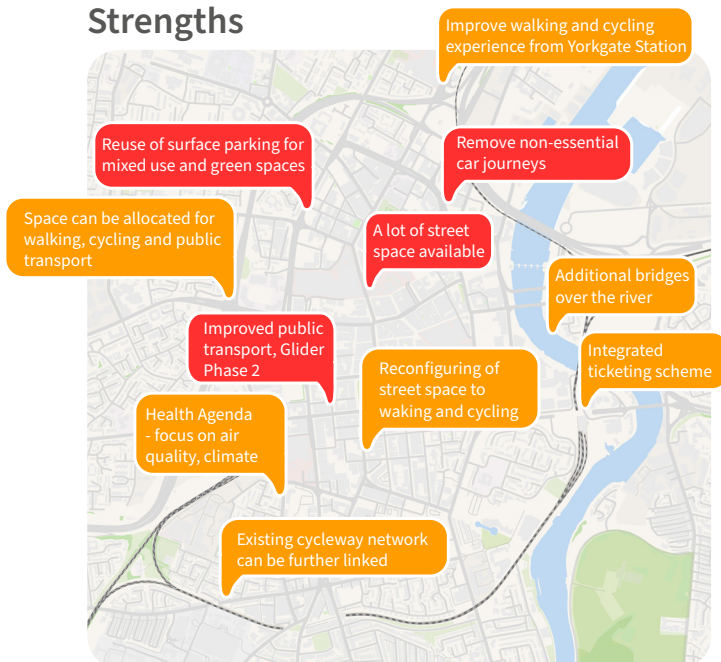 Strengths
Improve walking and cycling
experience from Yorkgate Station
Reuse of surface parking for
mixed use and green spaces
Remove non-essential
car journeys
Space can be allocated for
walking, cycling and public
transport
A lot of street
space available
Additional bridges
over the river
Improved public
transport, Glider
Phase 2
Integrated
ticketing scheme
Reconfiguring of
street space to
waking and cycling
Health Agenda
- focus on air
quality, climate
Existing cycleway network
can be further linked